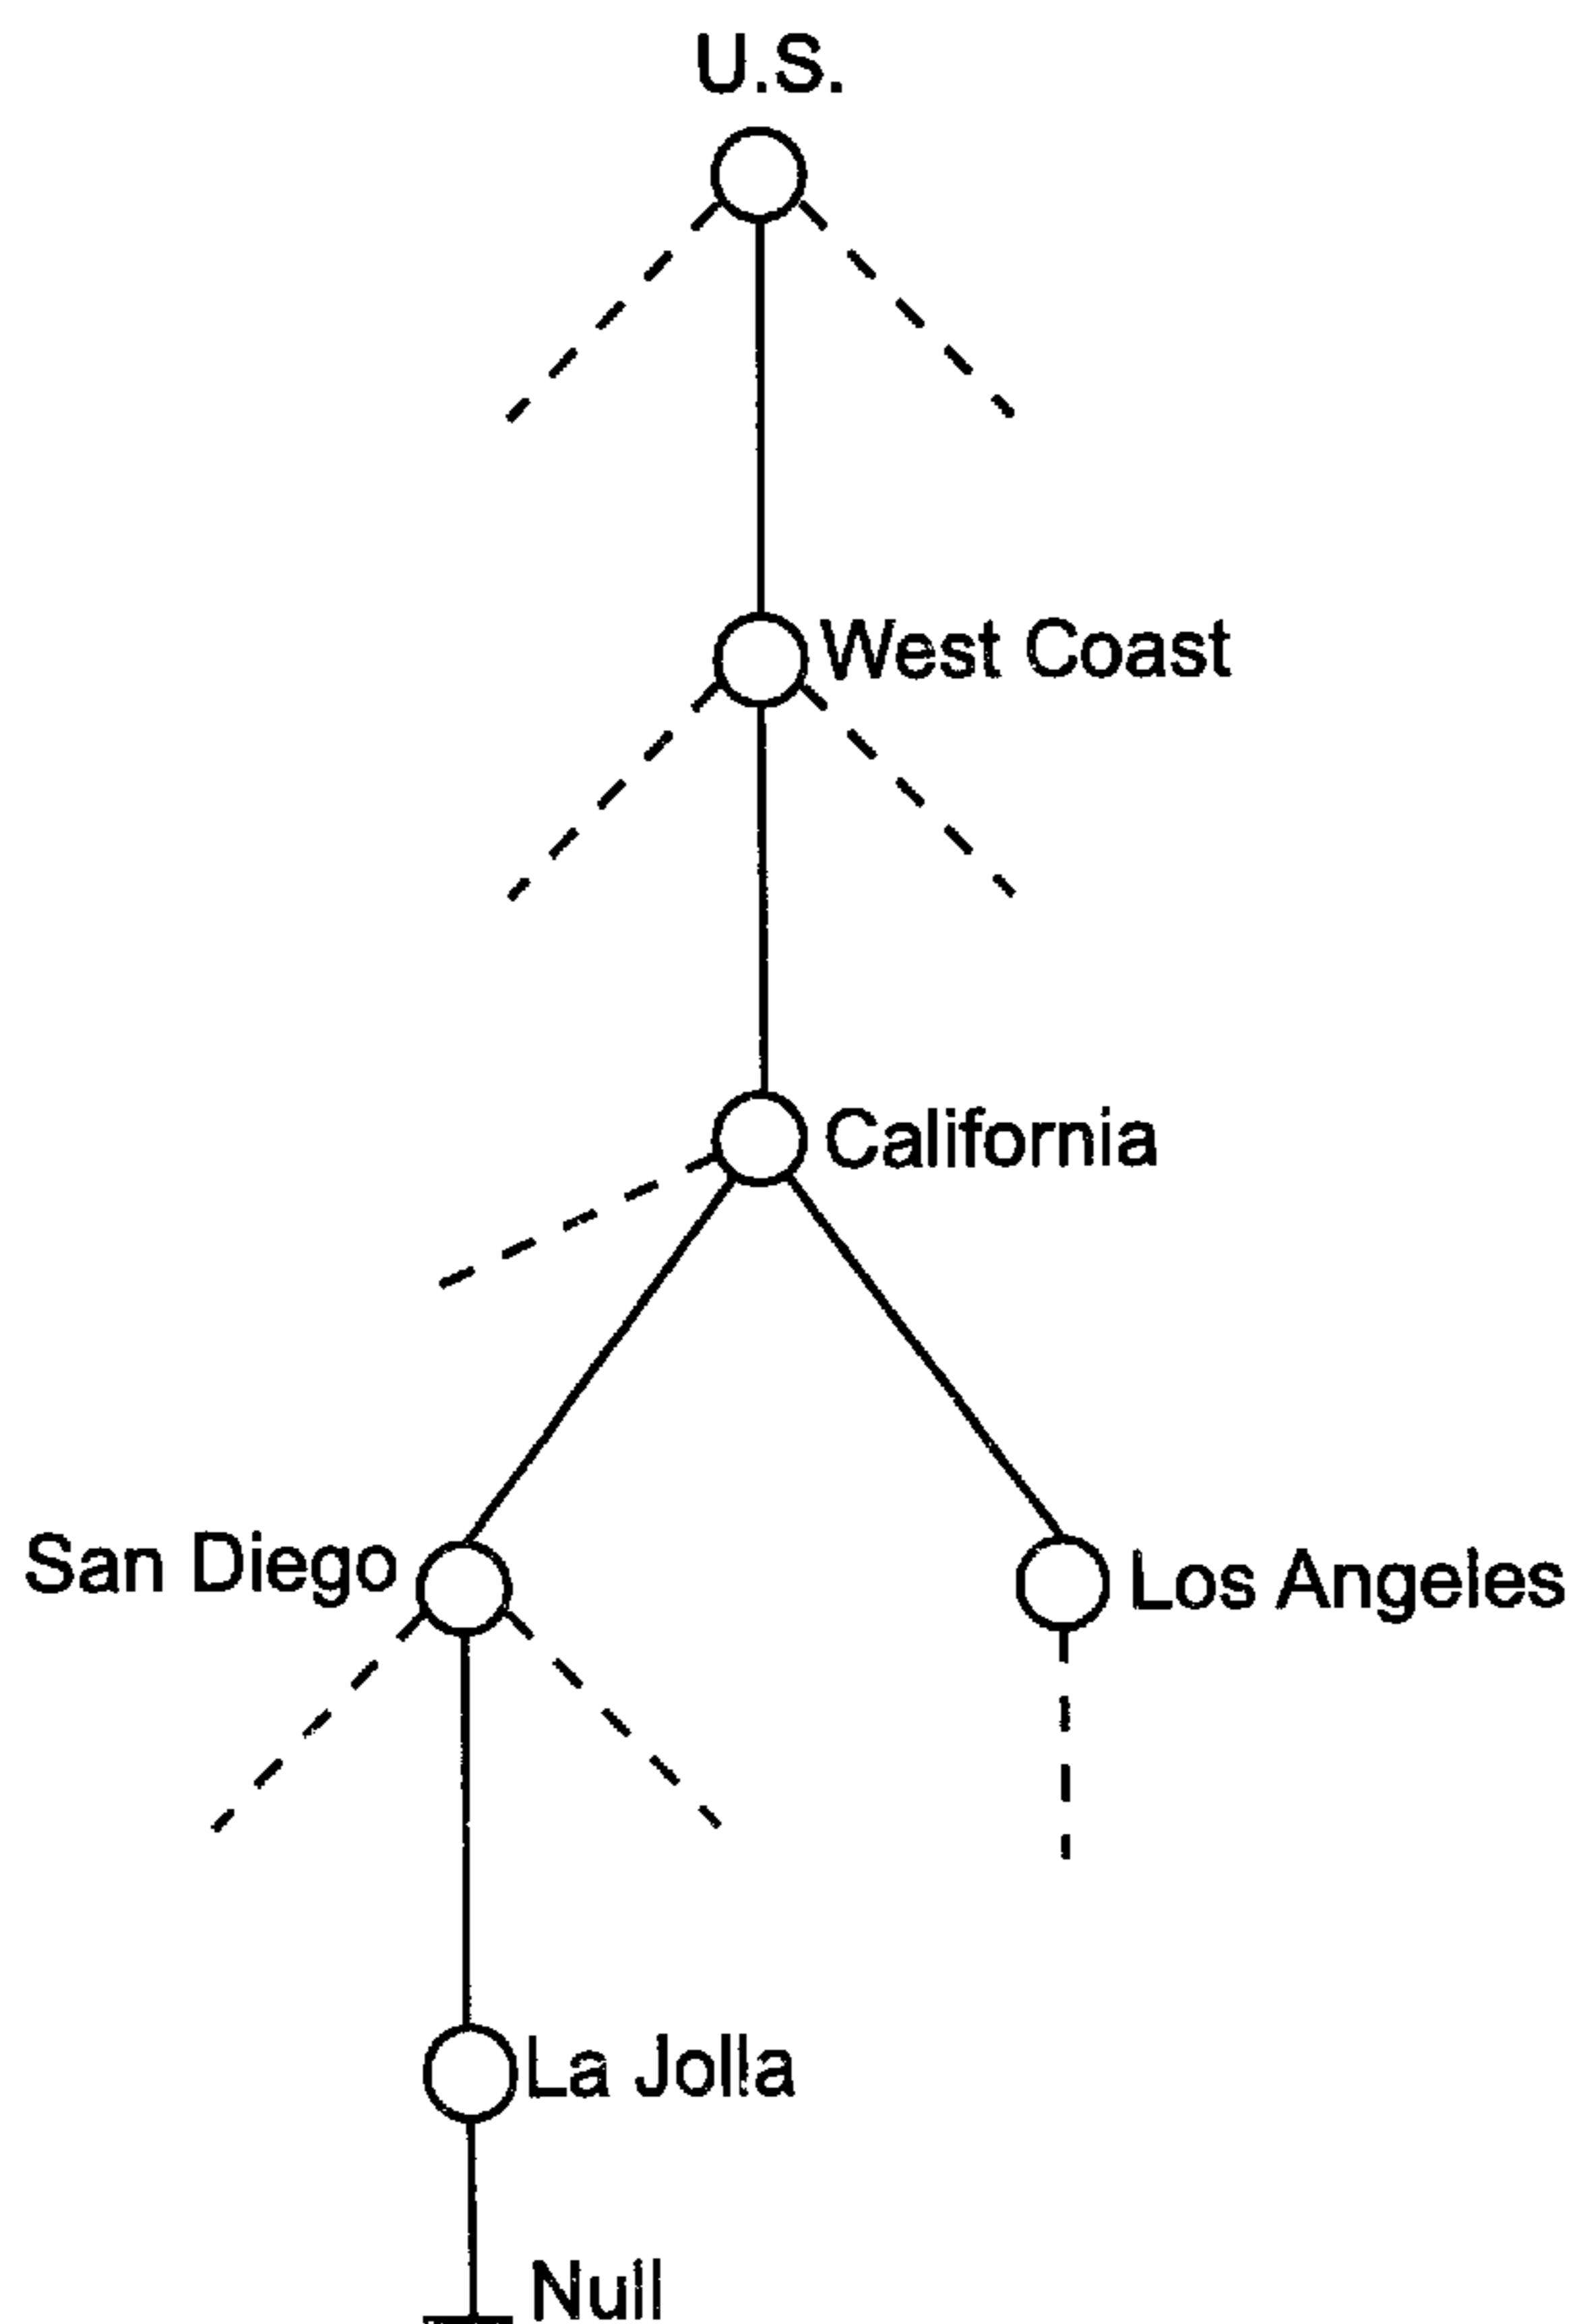 U.S.
West Coast
California
San Diego
Los Angeles
La Jolla
Null